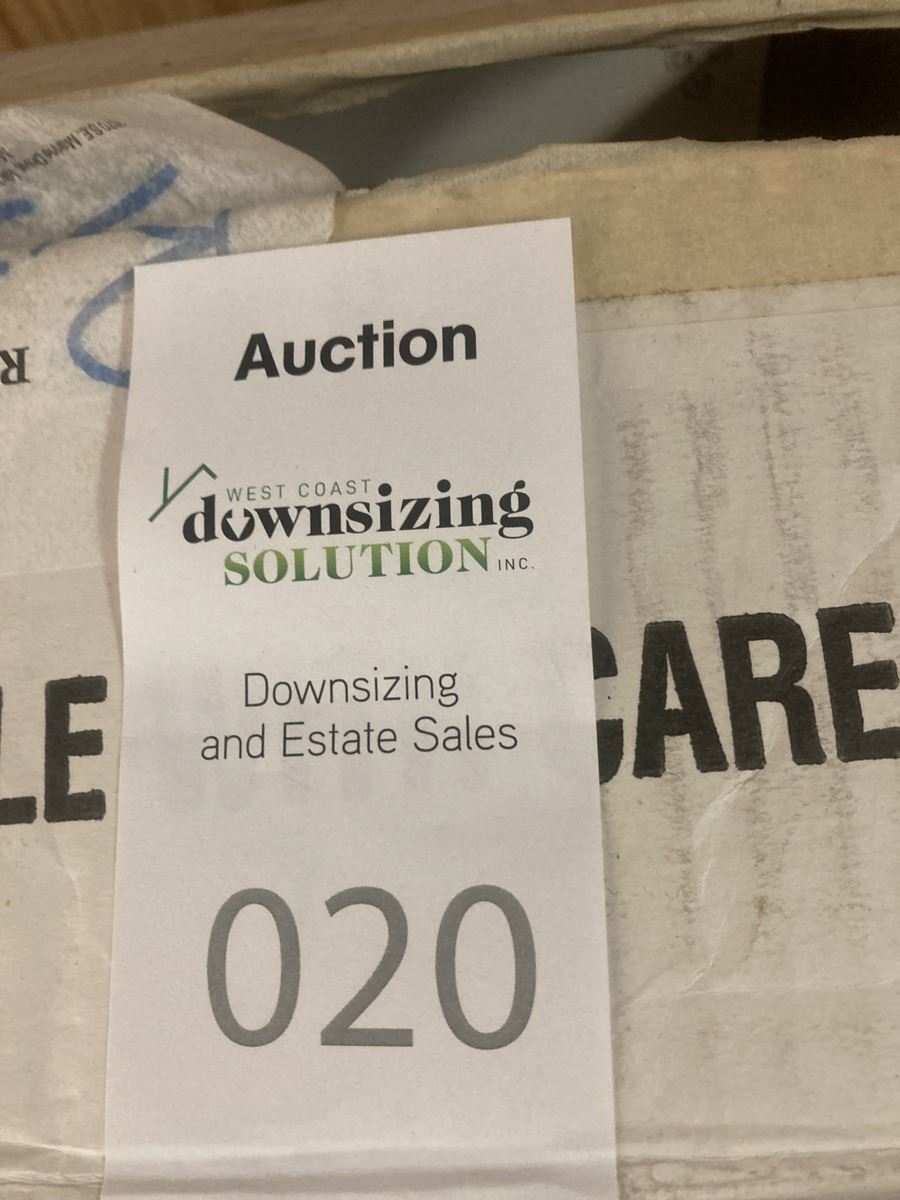 Auction
WEST COAST
downsizing
SOLUTION INC.
Downsizing
and Estate Sales
LE CARE
020
R